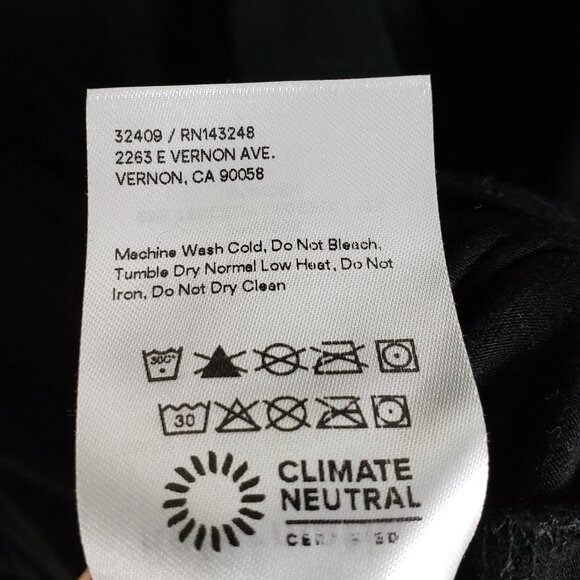 32409 / RN143248
2263 E VERNON AVE.
VERNON, CA 90058
Machine Wash Cold, Do Not Bleach,
Tumble Dry Normal Low Heat, Do Not
Iron, Do Not Dry Clean
30
CLIMATE
NEUTRAL